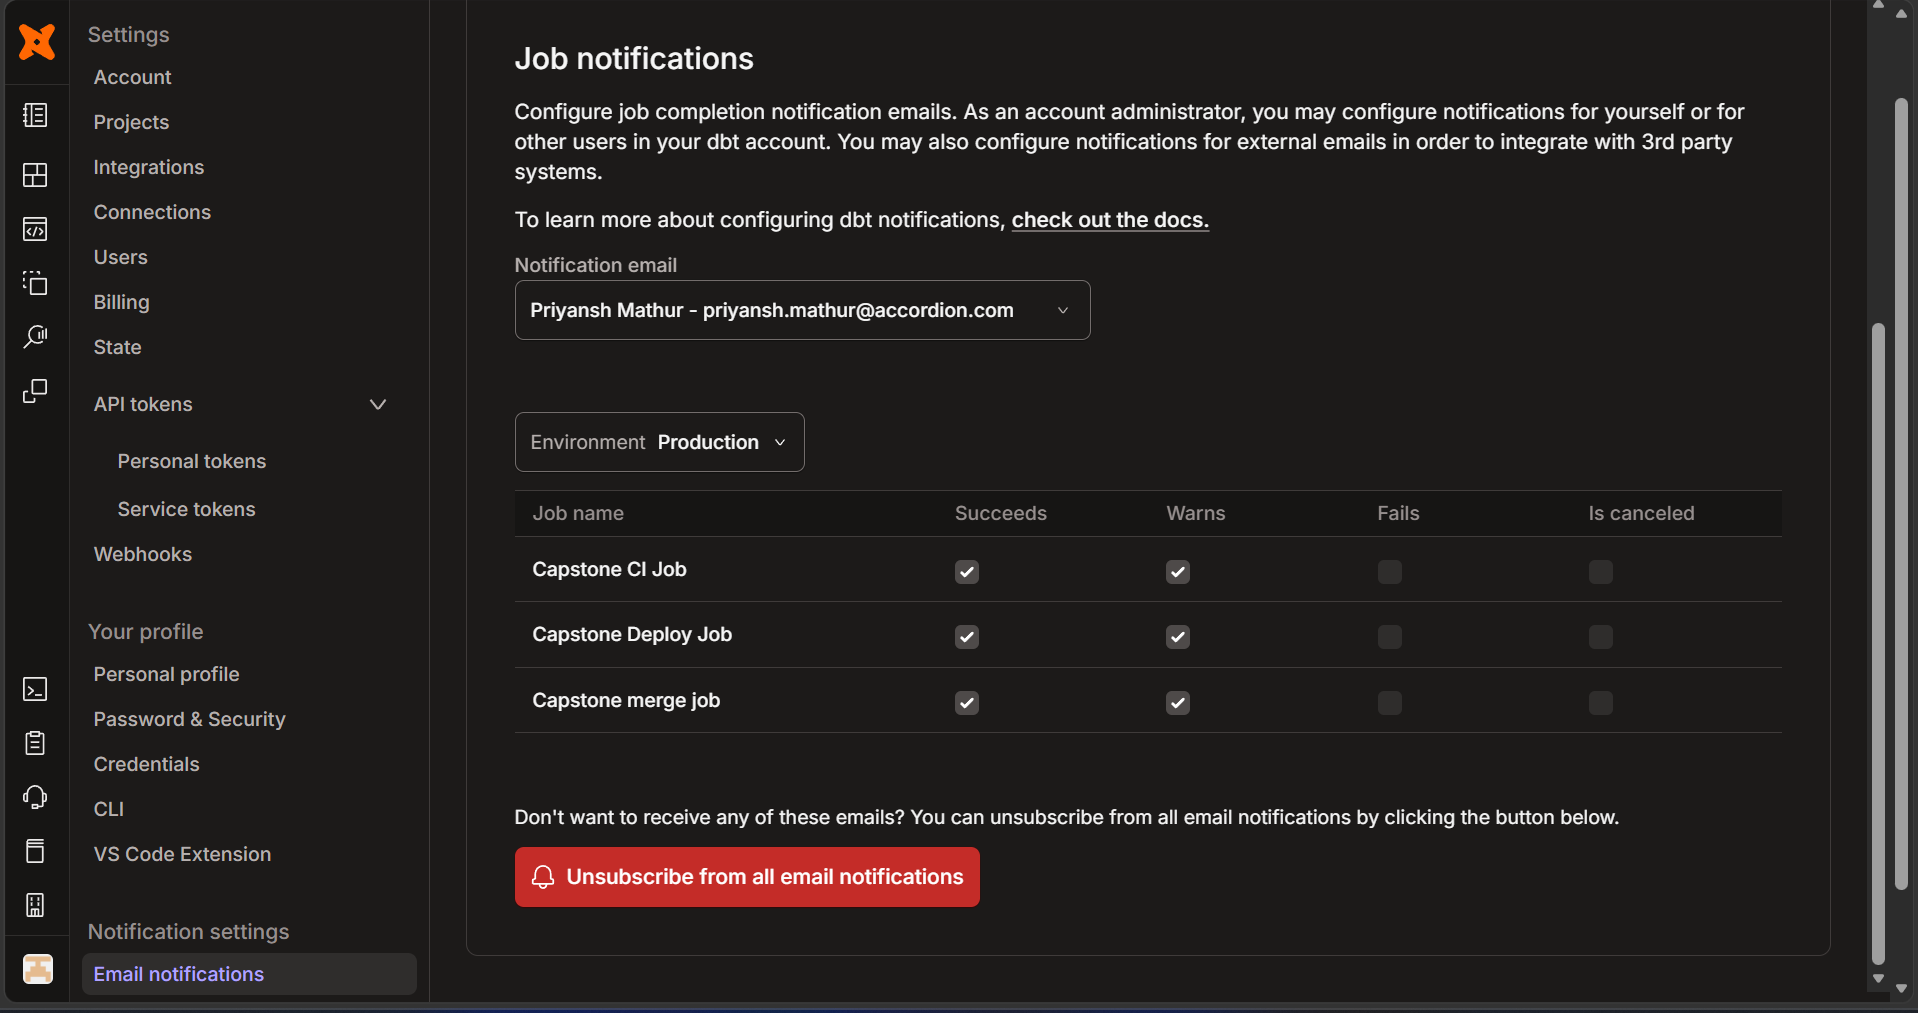 Settings
Account
Projects
Integrations
Connections
Users
Billing
State
API tokens
Personal tokens
Service tokens
Webhooks
Your profile
Personal profile
Password & Security
Credentials
CLI
VS Code Extension
Notification settings
Email notifications
Job notifications
Configure job completion notification emails. As an account administrator, you may configure notifications for yourself or for
other users in your dbt account. You may also configure notifications for external emails in order to integrate with 3rd party
systems.
To learn more about configuring dbt notifications, check out the docs.
Notification email
Priyansh Mathur - priyansh.mathur@accordion.com
Environment Production
Job name Succeeds Warns Fails Is canceled
Capstone CI Job
Capstone Deploy Job
Capstone merge job
Don't want to receive any of these emails? You can unsubscribe from all email notifications by clicking the button below.
Unsubscribe from all email notifications